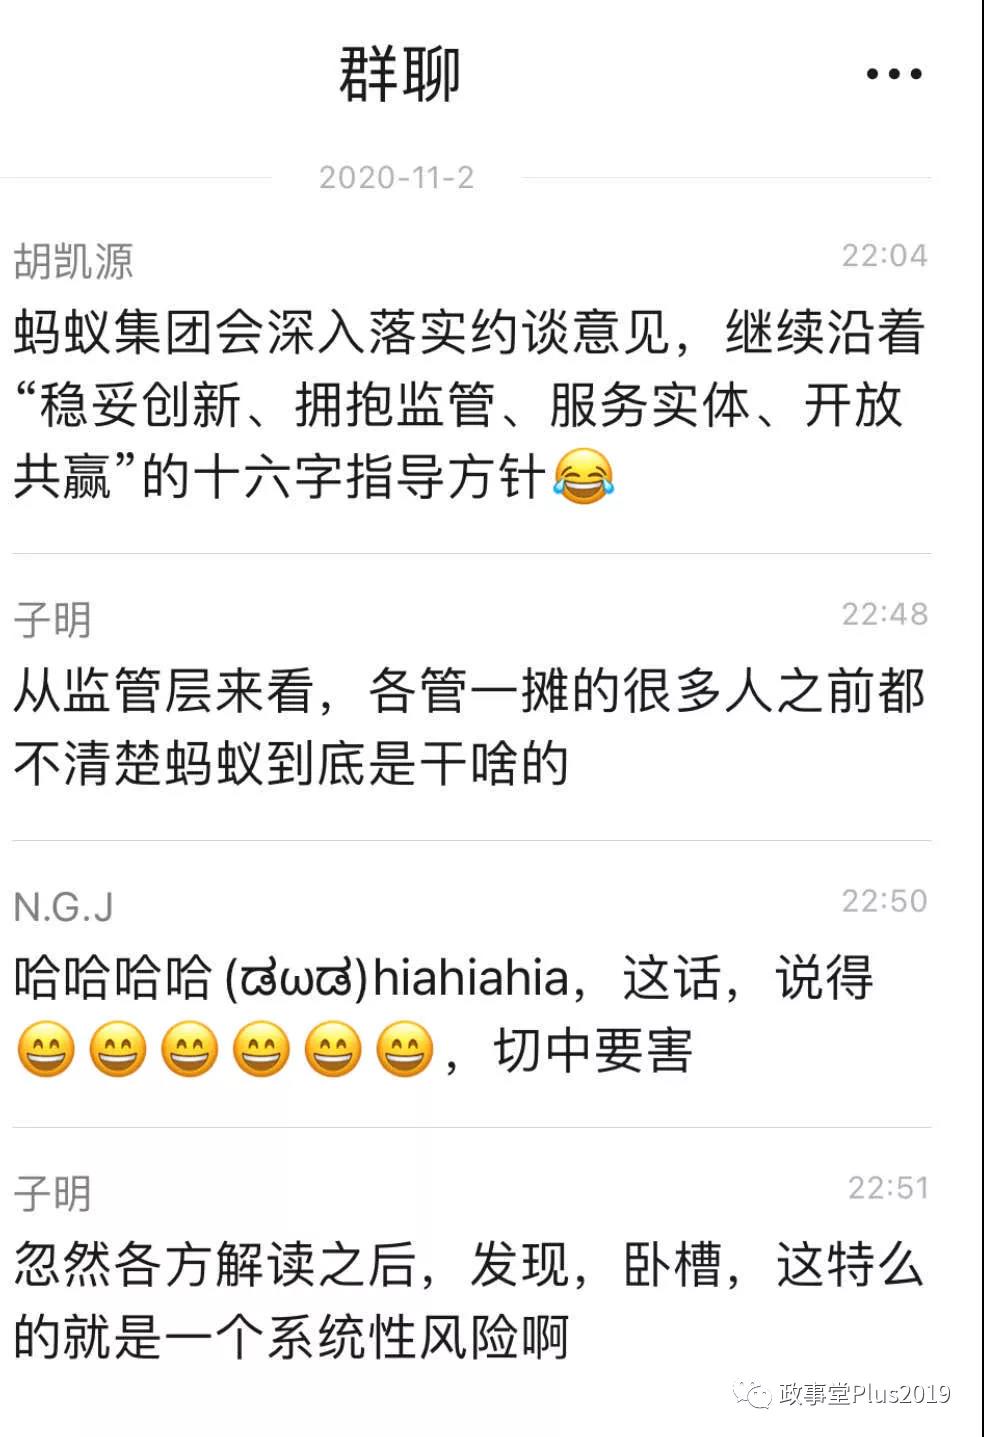 群聊
2020-11-2
胡凯源 22:04
蚂蚁集团会深入落实约谈意见，继续沿着
“稳妥创新、拥抱监管、服务实体、开放
共赢”的十六字指导方针😂
子明 22:48
从监管层来看，各管一摊的很多人之前都
不清楚蚂蚁到底是干啥的
N.G.J 22:50
哈哈哈哈(ಡωಡ)hiahiahia，这话，说得
😄😄😄😄😄😄，切中要害
子明 22:51
忽然各方解读之后，发现，卧槽，这特么
的就是一个系统性风险啊
政事堂Plus2019